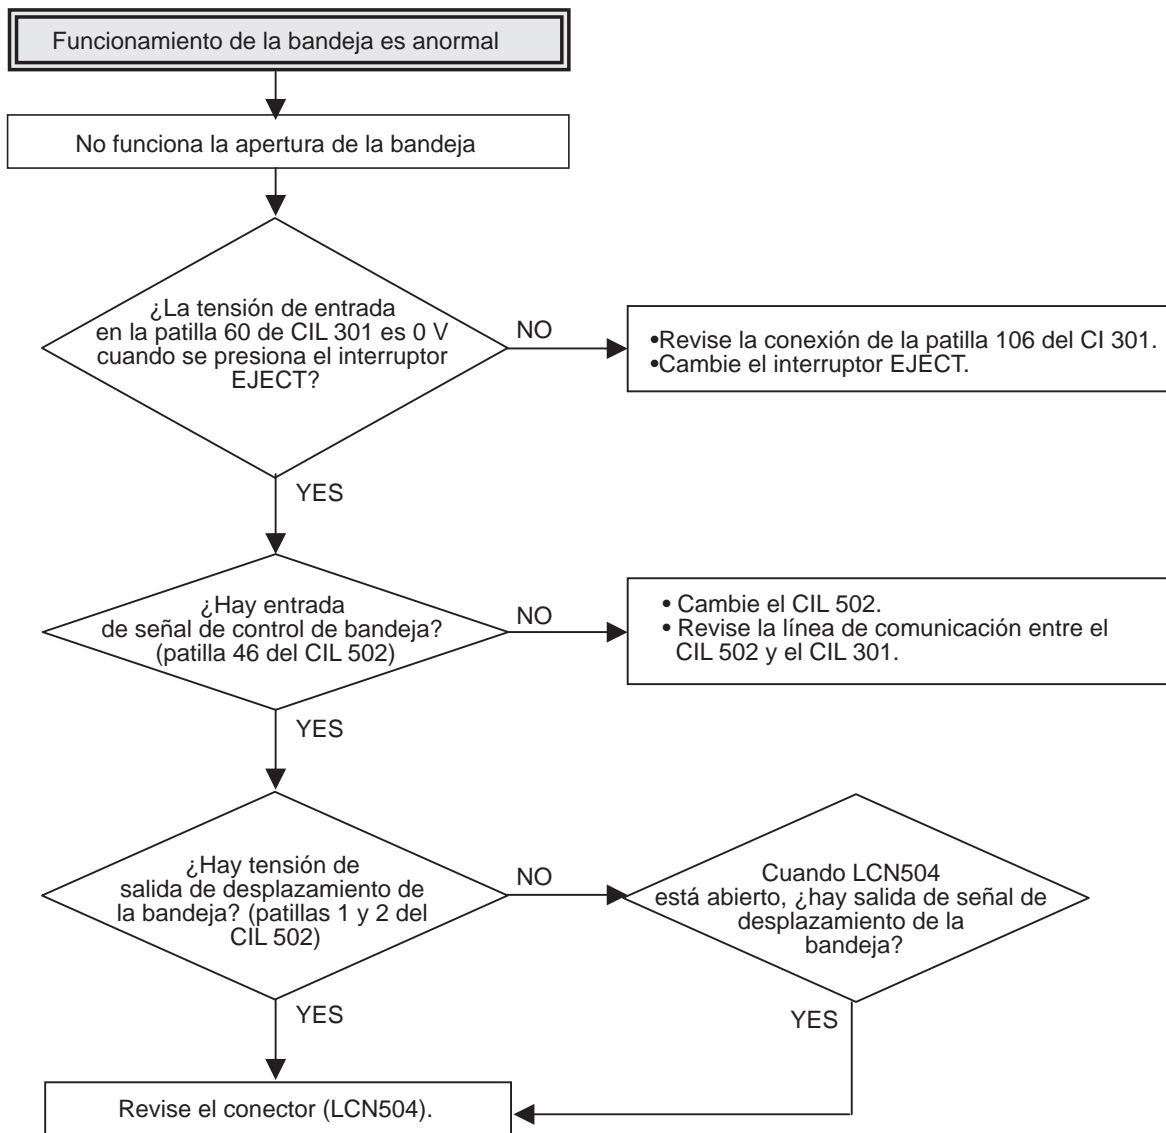 Funcionamiento de la bandeja es anormal
No funciona la apertura de la bandeja
¿La tensión de entrada
en la patilla 60 de CIL 301 es 0 V
cuando se presiona el interruptor
EJECT?
NO
•Revise la conexión de la patilla 106 del CI 301.
•Cambie el interruptor EJECT.
YES
¿Hay entrada
de señal de control de bandeja?
(patilla 46 del CIL 502)
NO
• Cambie el CIL 502.
• Revise la línea de comunicación entre el
CIL 502 y el CIL 301.
YES
¿Hay tensión de
salida de desplazamiento de
la bandeja? (patillas 1 y 2 del
CIL 502)
NO
Cuando LCN504
está abierto, ¿hay salida de señal de
desplazamiento de la
bandeja?
YES
YES
Revise el conector (LCN504).